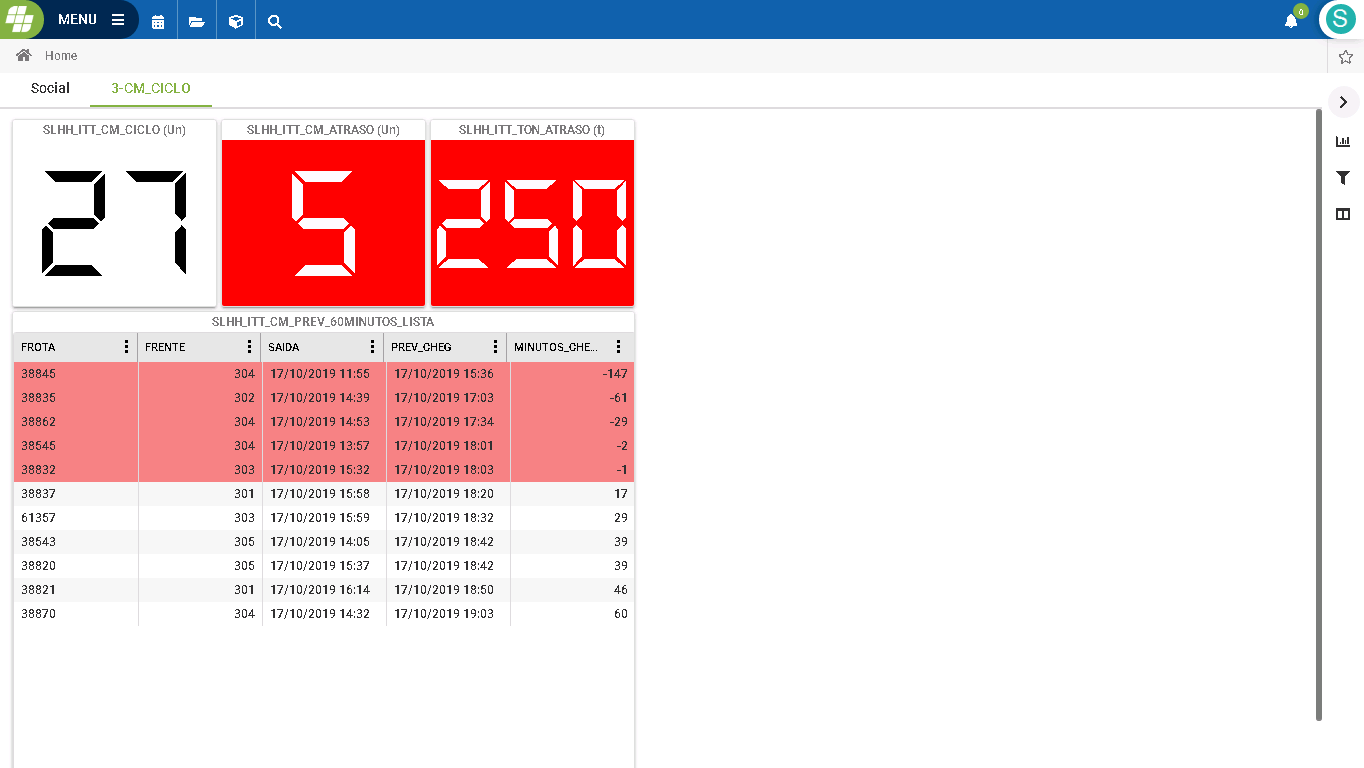 MENU
0
S
Home
Social 3-CM_CICLO
SLHH_ITT_CM_CICLO (Un) SLHH_ITT_CM_ATRASO (Un) SLHH_ITT_TON_ATRASO (t)
27 5 250
SLHH_ITT_CM_PREV_60MINUTOS_LISTA
FROTA FRENTE SAIDA PREV_CHEG MINUTOS_CHE...
38845 304 17/10/2019 11:55 17/10/2019 15:36 -147
38835 302 17/10/2019 14:39 17/10/2019 17:03 -61
38862 304 17/10/2019 14:53 17/10/2019 17:34 -29
38545 304 17/10/2019 13:57 17/10/2019 18:01 -2
38832 303 17/10/2019 15:32 17/10/2019 18:03 -1
38837 301 17/10/2019 15:58 17/10/2019 18:20 17
61357 303 17/10/2019 15:59 17/10/2019 18:32 29
38543 305 17/10/2019 14:05 17/10/2019 18:42 39
38820 305 17/10/2019 15:37 17/10/2019 18:42 39
38821 301 17/10/2019 16:14 17/10/2019 18:50 46
38870 304 17/10/2019 14:32 17/10/2019 19:03 60